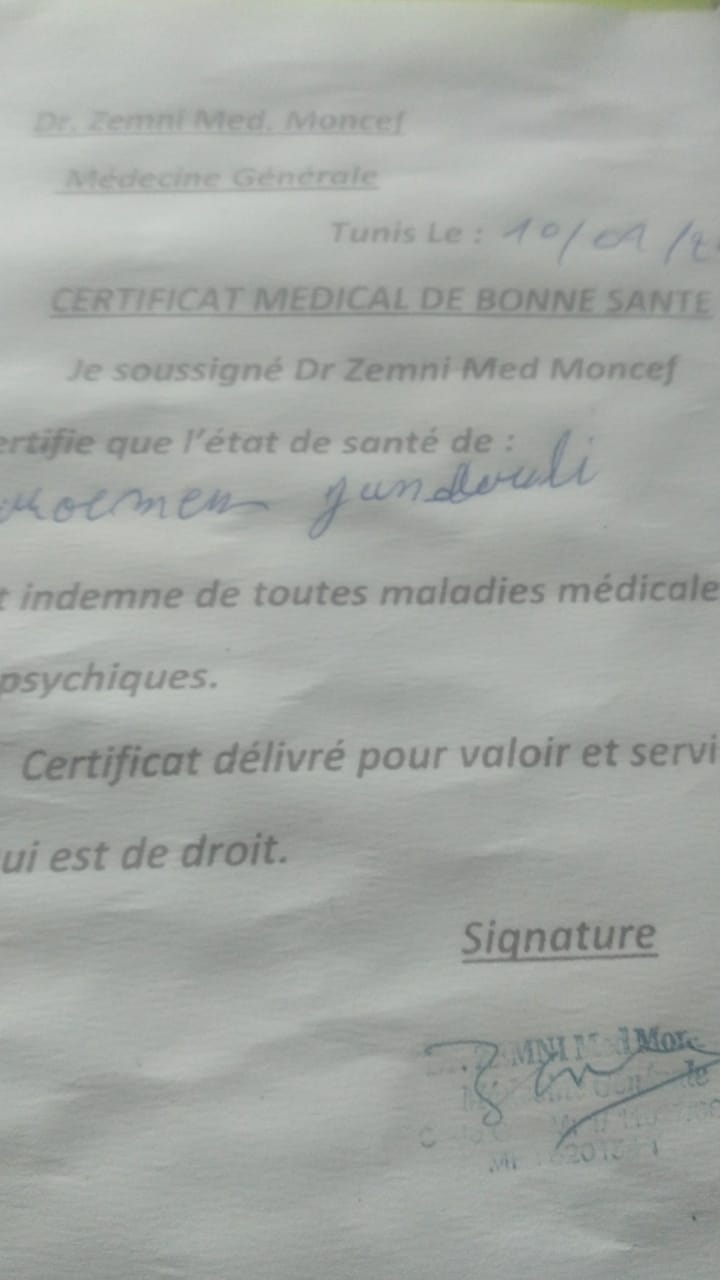 Dr. Zemni Med. Moncef
Médecine Générale
Tunis Le : 10/01/2
CERTIFICAT MEDICAL DE BONNE SANTE
Je soussigné Dr Zemni Med Moncef
ertifie que l'état de santé de :
t indemne de toutes maladies médicale
psychiques.
Certificat délivré pour valoir et servi
ui est de droit.
Signature